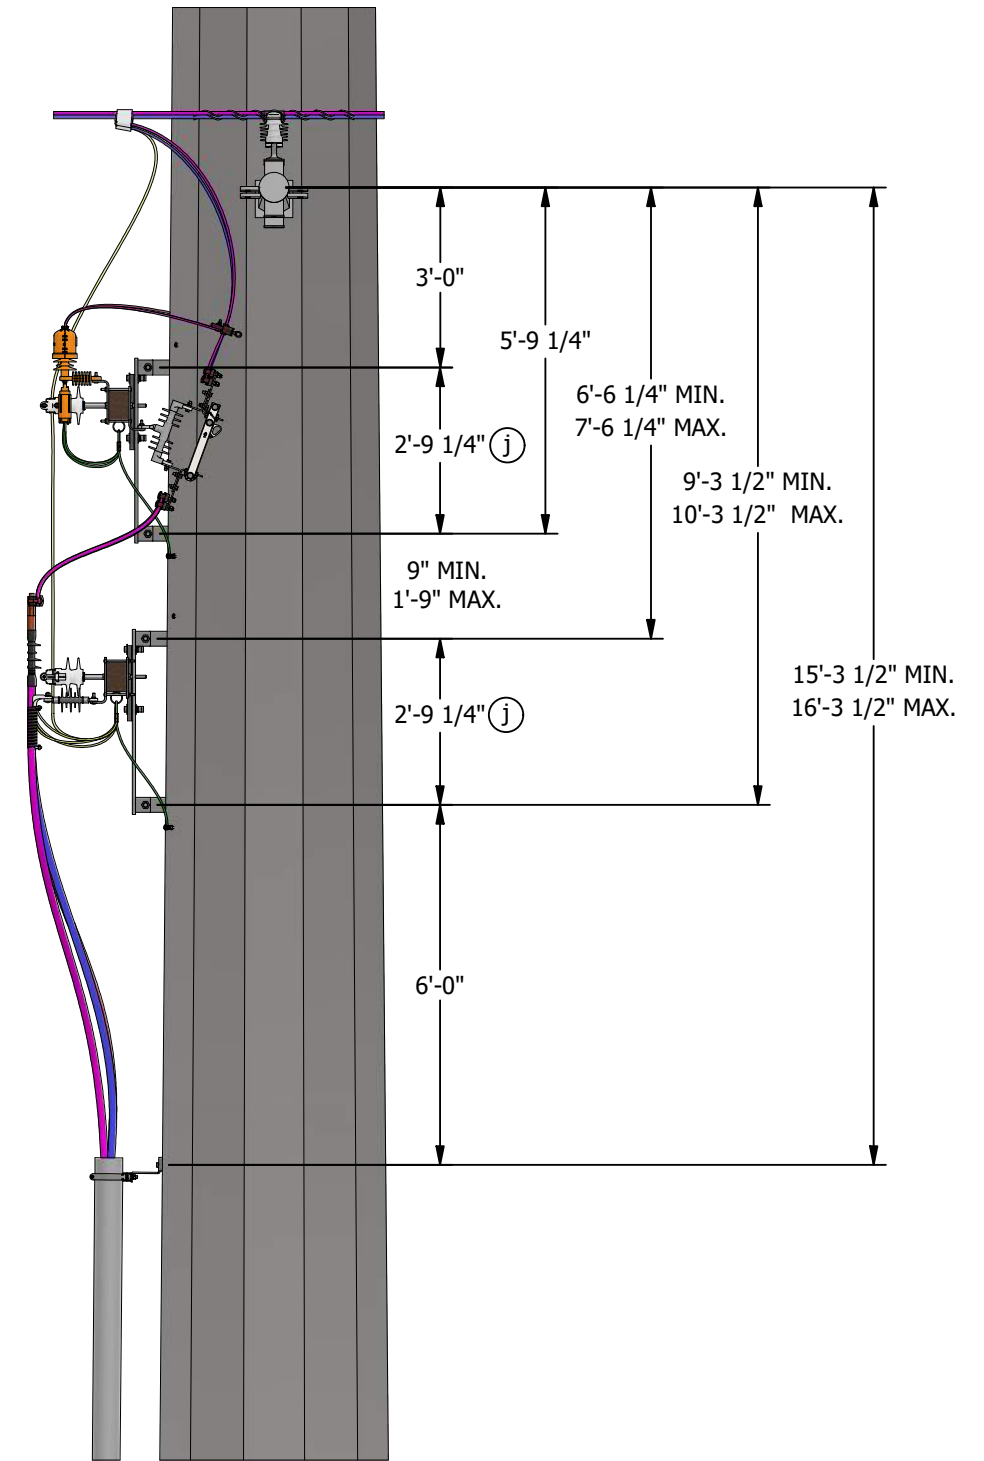 3'-0"
5'-9 1/4"
6'-6 1/4" MIN.
7'-6 1/4" MAX.
2'-9 1/4" j
9'-3 1/2" MIN.
10'-3 1/2" MAX.
9" MIN.
1'-9" MAX.
15'-3 1/2" MIN.
16'-3 1/2" MAX.
2'-9 1/4" j
6'-0"